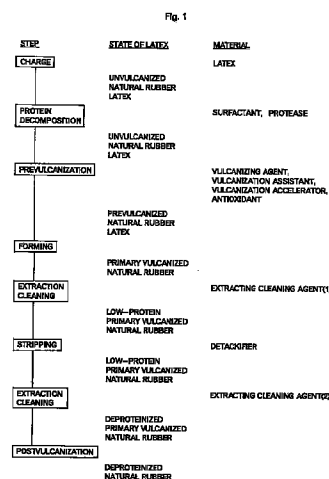 Fig. 1
STEP
STATE OF LATEX
MATERIAL
CHARGE
LATEX
UNVULCANIZED
NATURAL RUBBER
LATEX
PROTEIN
DECOMPOSITION
SURFACTANT, PROTEASE
UNVULCANIZED
NATURAL RUBBER
LATEX
PREVULCANIZATION
VULCANIZING AGENT,
VULCANIZATION ASSISTANT,
VULCANIZATION ACCELERATOR,
ANTIOXIDANT
PREVULCANIZED
NATURAL RUBBER
LATEX
FORMING
PRIMARY VULCANIZED
NATURAL RUBBER
EXTRACTION
CLEANING
EXTRACTING CLEANING AGENT(1)
LOW-PROTEIN
PRIMARY VULCANIZED
NATURAL RUBBER
STRIPPING
DETACKIFIER
LOW-PROTEIN
PRIMARY VULCANIZED
NATURAL RUBBER
EXTRACTION
CLEANING
EXTRACTING CLEANING AGENT(2)
DEPROTEINIZED
PRIMARY VULCANIZED
NATURAL RUBBER
POSTVULCANIZATION
DEPROTEINIZED
NATURAL RUBBER